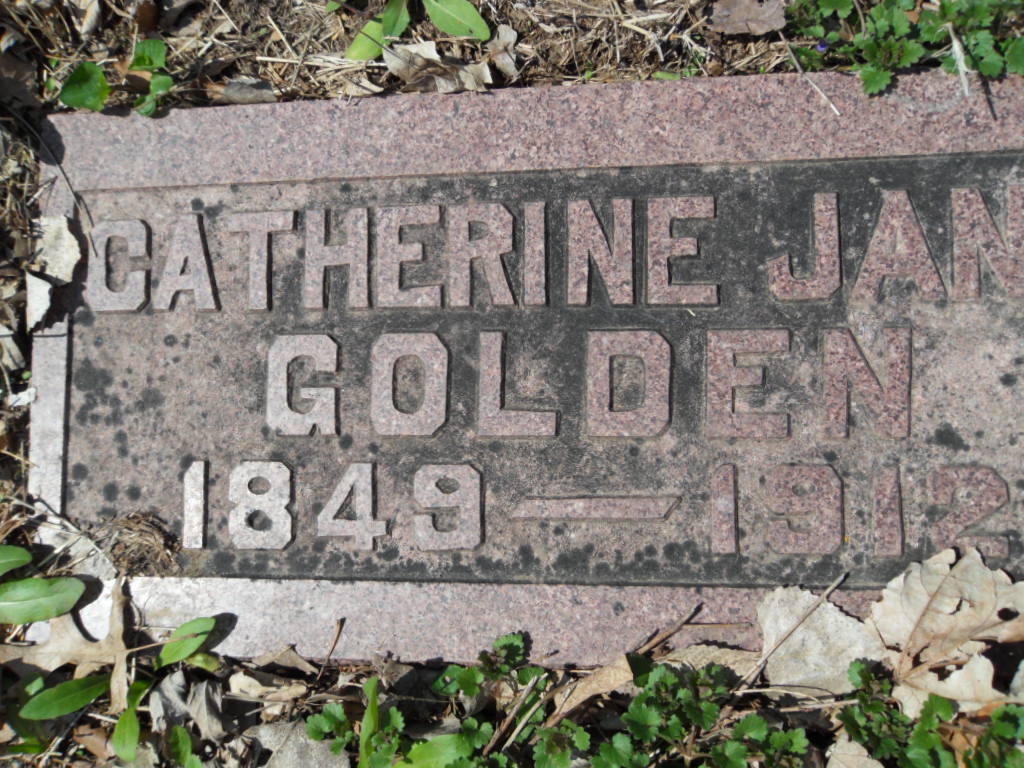 CATHERINE JAN
GOLDEN
1849 — 1912